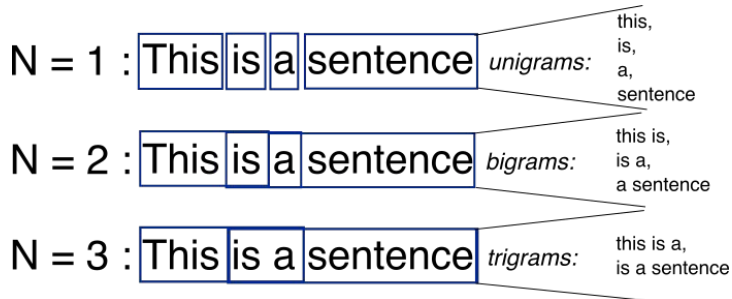 N = 1 : This is a sentence unigrams:
this,
is,
a,
sentence
N = 2 : This is a sentence bigrams:
this is,
is a,
a sentence
N = 3 : This is a sentence trigrams:
this is a,
is a sentence